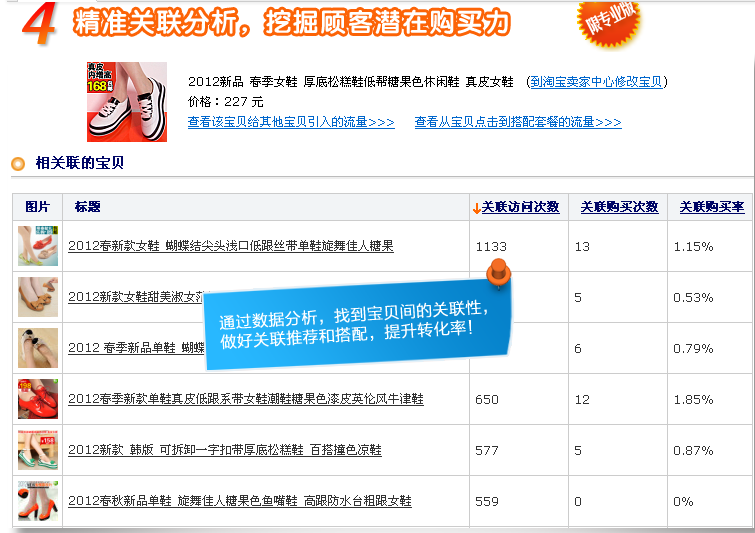 4 精准关联分析，挖掘顾客潜在购买力
限专业版
真皮
内增高
168
2012新品 春季女鞋 厚底松糕鞋低帮糖果色休闲鞋 真皮女鞋 (到淘宝卖家中心修改宝贝)
价格：227 元
查看该宝贝给其他宝贝引入的流量>>> 查看从宝贝点击到搭配套餐的流量>>>
相关联的宝贝
图片 标题 关联访问次数 关联购买次数 关联购买率
2012春新款女鞋 蝴蝶结尖头浅口低跟丝带单鞋旋舞佳人糖果 1133 13 1.15%
2012新款女鞋甜美淑女 5 0.53%
通过数据分析，找到宝贝间的关联性，
做好关联推荐和搭配，提升转化率！
2012 春季新品单鞋 蝴蝶 6 0.79%
2012春季新款单鞋真皮低跟系带女鞋潮鞋糖果色漆皮英伦风牛津鞋 650 12 1.85%
2012新款 韩版 可拆卸一字扣带厚底松糕鞋 百搭撞色凉鞋 577 5 0.87%
2012春秋新品单鞋 旋舞佳人糖果色鱼嘴鞋 高跟防水台粗跟女鞋 559 0 0%